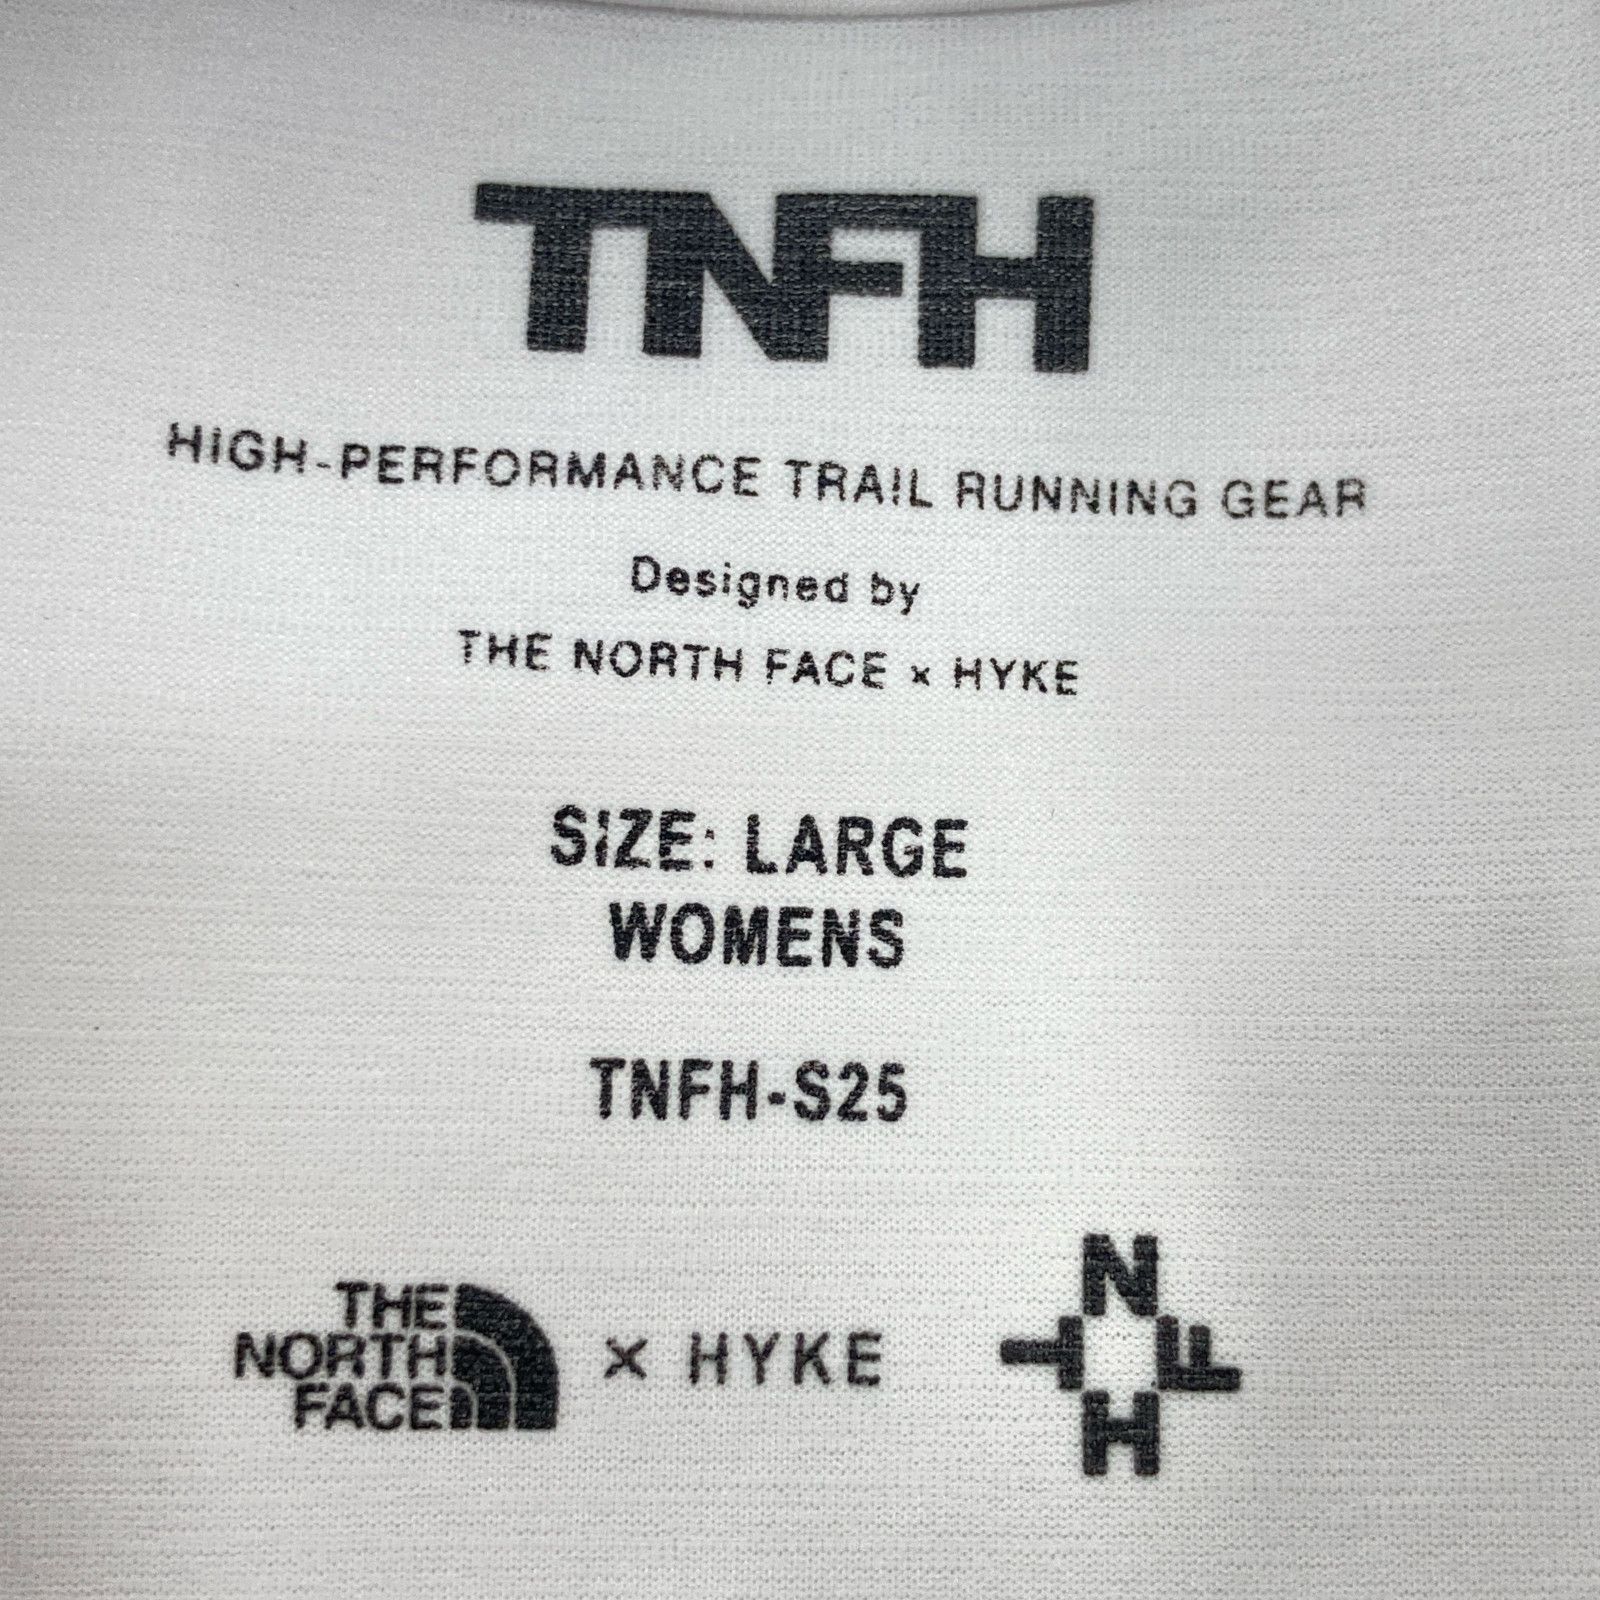 TNFH
HIGH-PERFORMANCE TRAIL RUNNING GEAR
Designed by
THE NORTH FACE × HYKE
SIZE: LARGE
WOMENS
TNFH-S25
THE
NORTH
FACE
× HYKE
N
T F
H